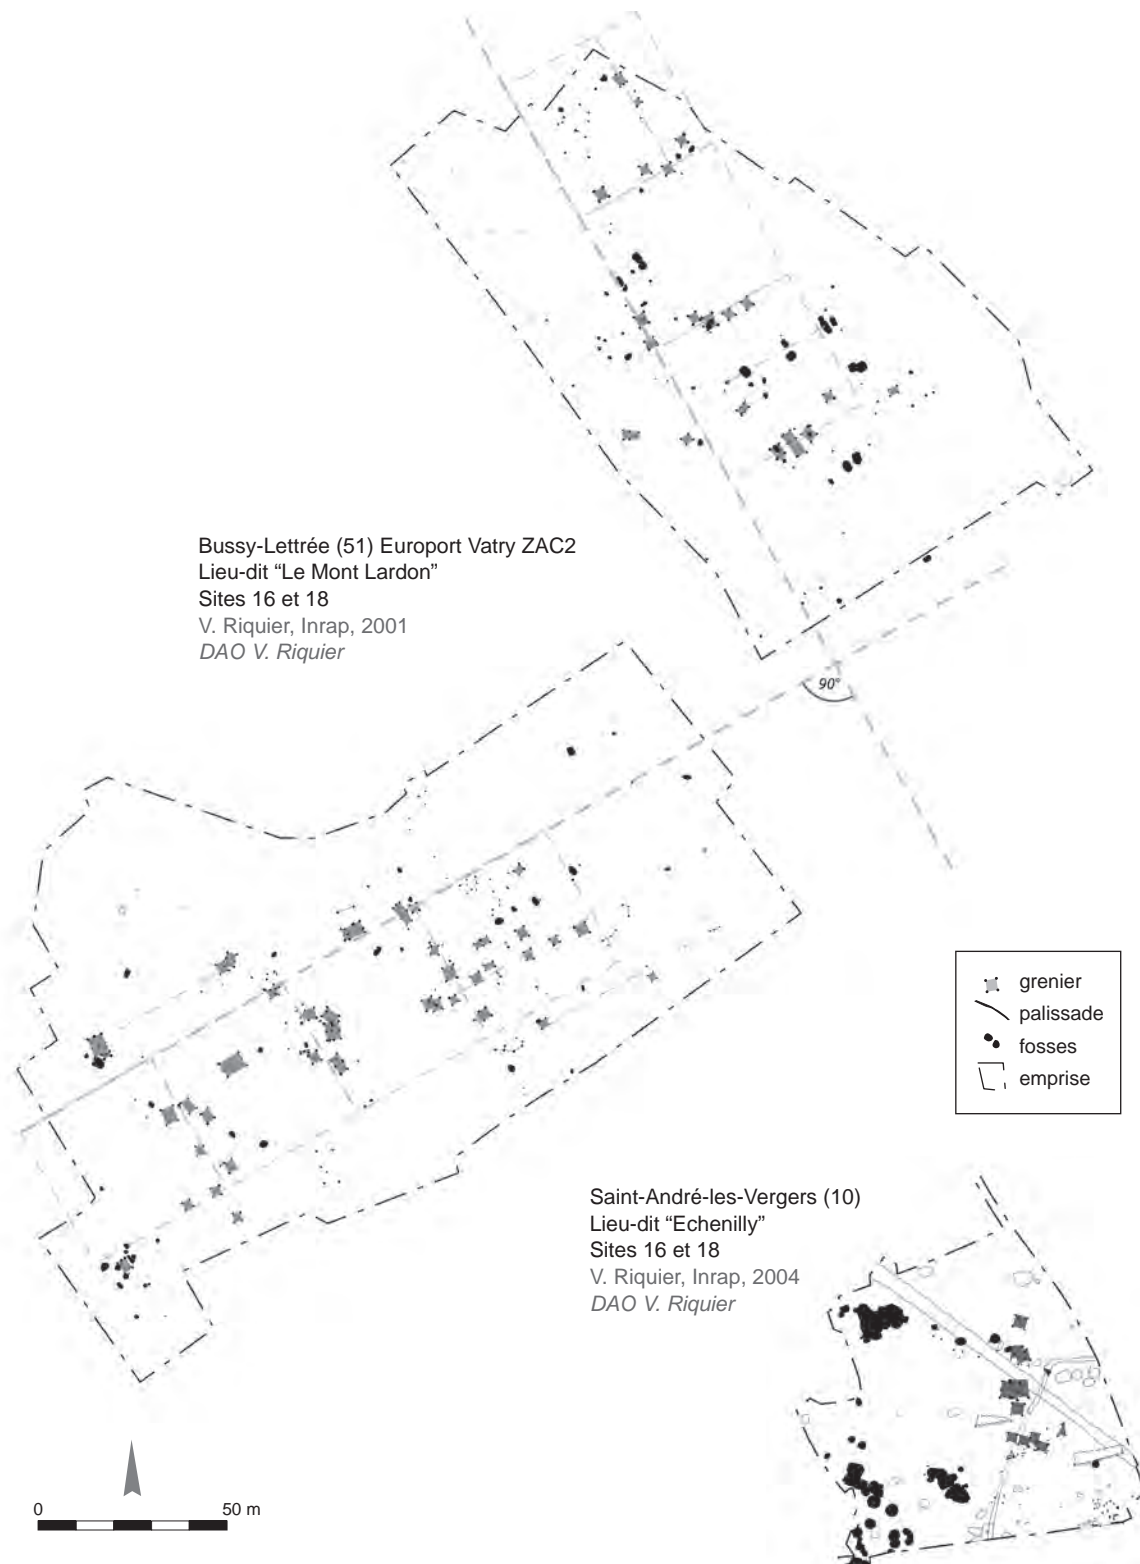 Bussy-Lettrée (51) Europort Vatry ZAC2
Lieu-dit “Le Mont Lardon”
Sites 16 et 18
V. Riquier, Inrap, 2001
DAO V. Riquier
90°
grenier
palissade
fosses
emprise
Saint-André-les-Vergers (10)
Lieu-dit “Echenilly”
Sites 16 et 18
V. Riquier, Inrap, 2004
DAO V. Riquier
0 50 m